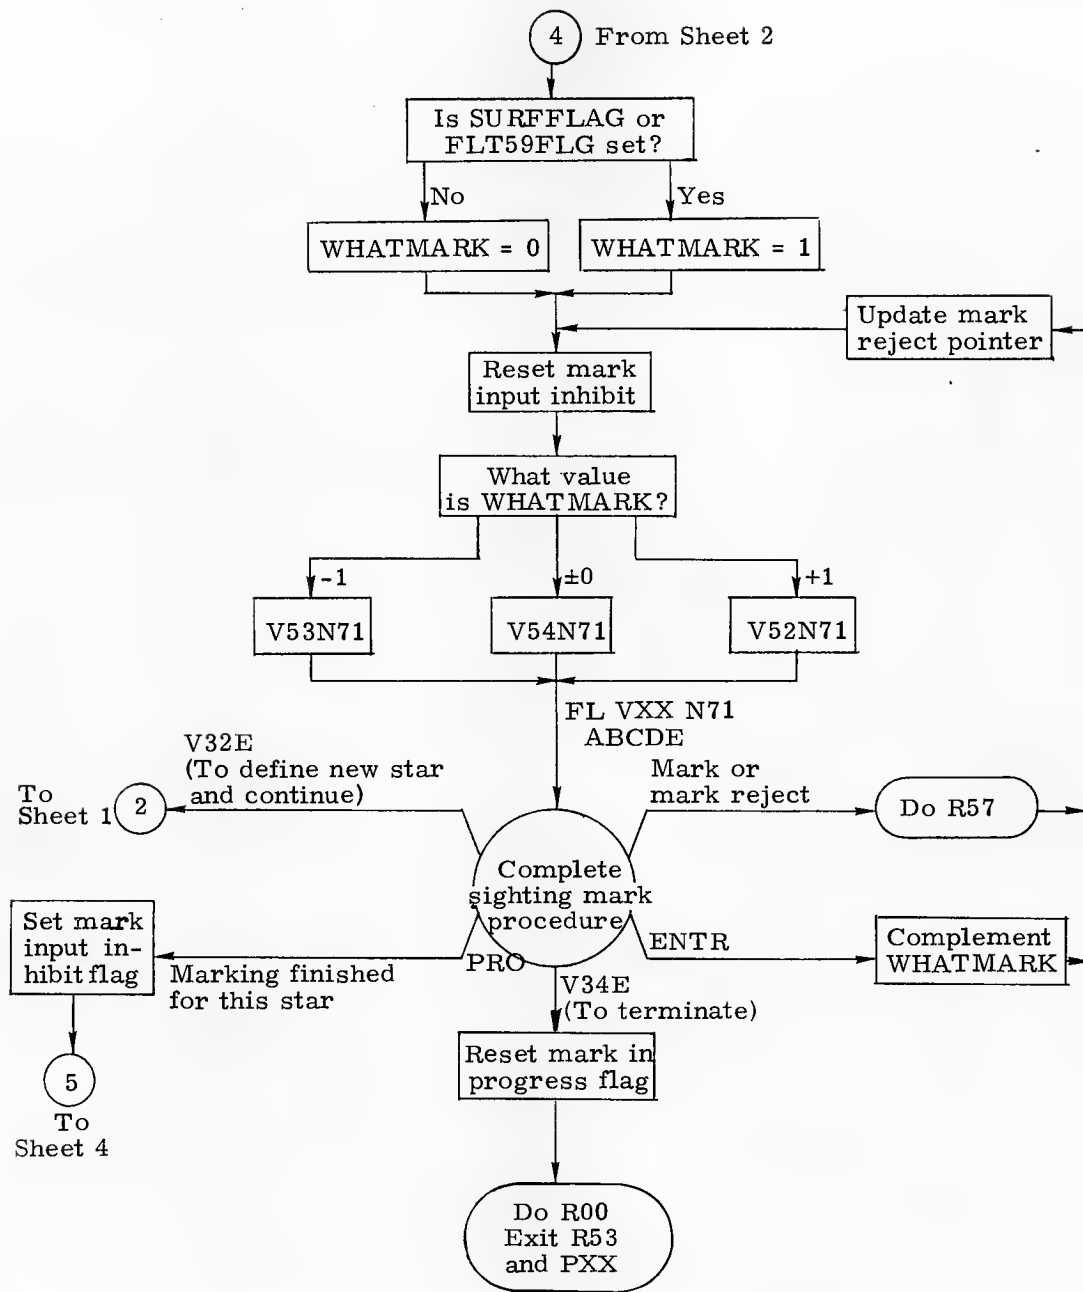 4 From Sheet 2
Is SURFFLAG or
FLT59FLG set?
No
Yes
WHATMARK = 0
WHATMARK = 1
Update mark
reject pointer
Reset mark
input inhibit
What value
is WHATMARK?
-1
±0
+1
V53N71
V54N71
V52N71
FL VXX N71
ABCDE
V32E
(To define new star
and continue)
Mark or
mark reject
To
Sheet 1
2
Do R57
Complete
sighting mark
procedure
Set mark
input in-
hibit flag
PRO
Marking finished
for this star
ENTR
Complement
WHATMARK
V34E
(To terminate)
Reset mark in
progress flag
5
To
Sheet 4
Do R00
Exit R53
and PXX